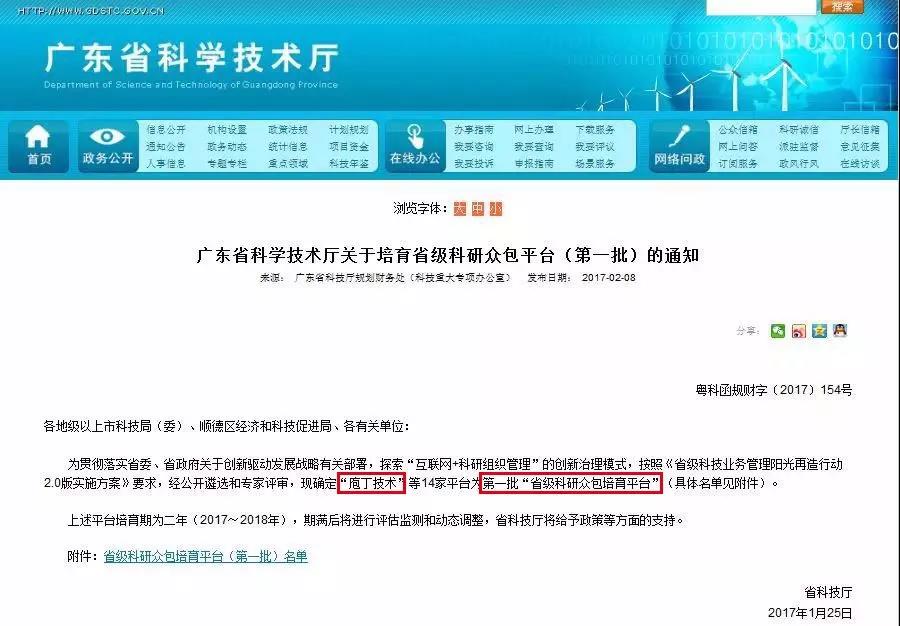 HTTP://WWW.GDSTC.GOV.CN
搜索
广东省科学技术厅
Department of Science and Technology of Guangdong Province
首页
政务公开
信息公开 机构设置 政策法规 计划规划
通知公告 政务动态 统计信息 项目资金
人事信息 专题专栏 重点领域 科技年鉴
在线办公
办事指南 网上办理 下载服务
我要咨询 我要查询 我要评议
我要投诉 申报指南 场景服务
网络问政
公众信箱 科研诚信 厅长信箱
网上问答 派驻监督 意见征集
订阅服务 政风行风 在线访谈
浏览字体： 大 中 小
广东省科学技术厅关于培育省级科研众包平台（第一批）的通知
来源： 广东省科技厅规划财务处（科技重大专项办公室） 发布日期： 2017-02-08
分享：
粤科函规财字（2017）154号
各地级以上市科技局（委）、顺德区经济和科技促进局、各有关单位：
为贯彻落实省委、省政府关于创新驱动发展战略有关部署，探索“互联网+科研组织管理”的创新治理模式，按照《省级科技业务管理阳光再造行动
2.0版实施方案》要求，经公开遴选和专家评审，现确定“庖丁技术”等14家平台为第一批“省级科研众包培育平台”（具体名单见附件）。
上述平台培育期为二年（2017～2018年），期满后将进行评估监测和动态调整，省科技厅将给予政策等方面的支持。
附件：省级科研众包培育平台（第一批）名单
省科技厅
2017年1月25日